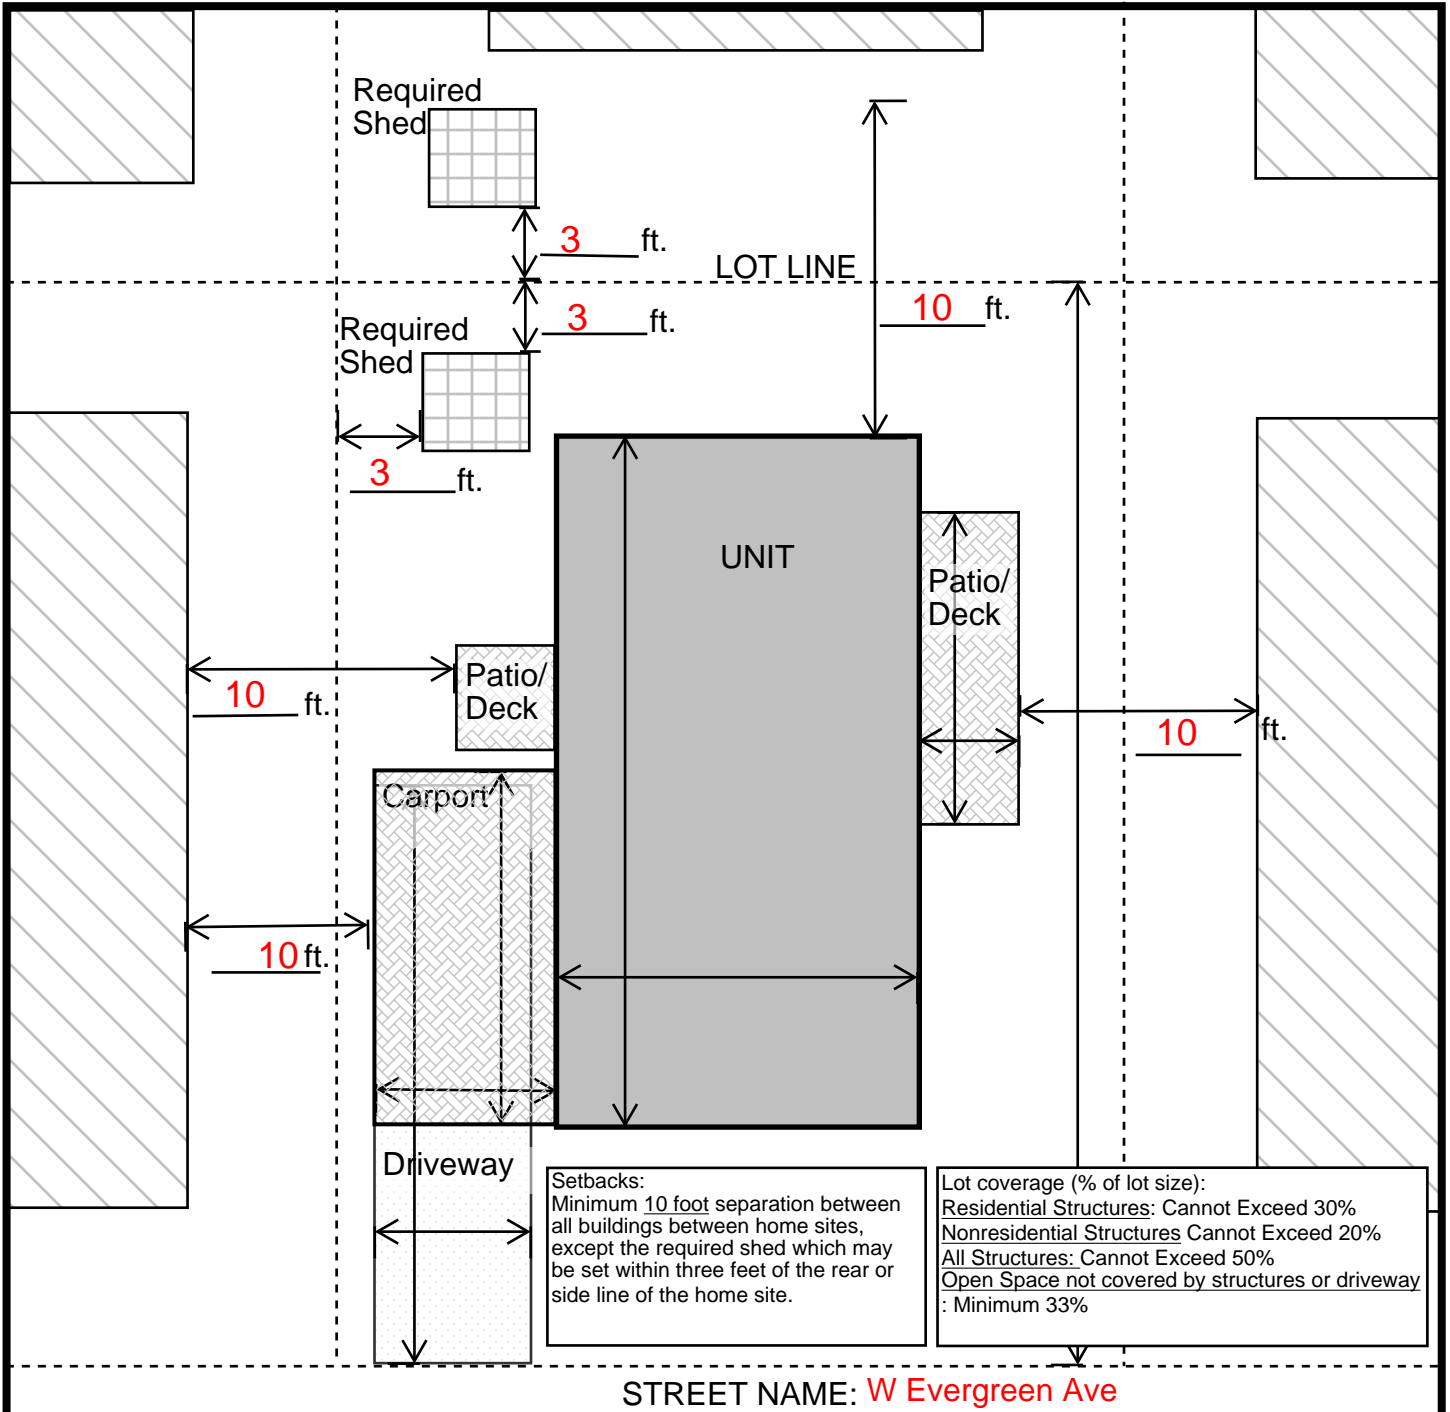 Required
Shed
3 ft.
LOT LINE
3 ft.
10 ft.
Required
Shed
3 ft.
UNIT
Patio/
Deck
Patio/
Deck
10 ft.
10 ft.
Carport
10 ft.
Driveway
Setbacks:
Minimum 10 foot separation between
all buildings between home sites,
except the required shed which may
be set within three feet of the rear or
side line of the home site.
Lot coverage (% of lot size):
Residential Structures: Cannot Exceed 30%
Nonresidential Structures Cannot Exceed 20%
All Structures: Cannot Exceed 50%
Open Space not covered by structures or driveway
: Minimum 33%
STREET NAME: W Evergreen Ave